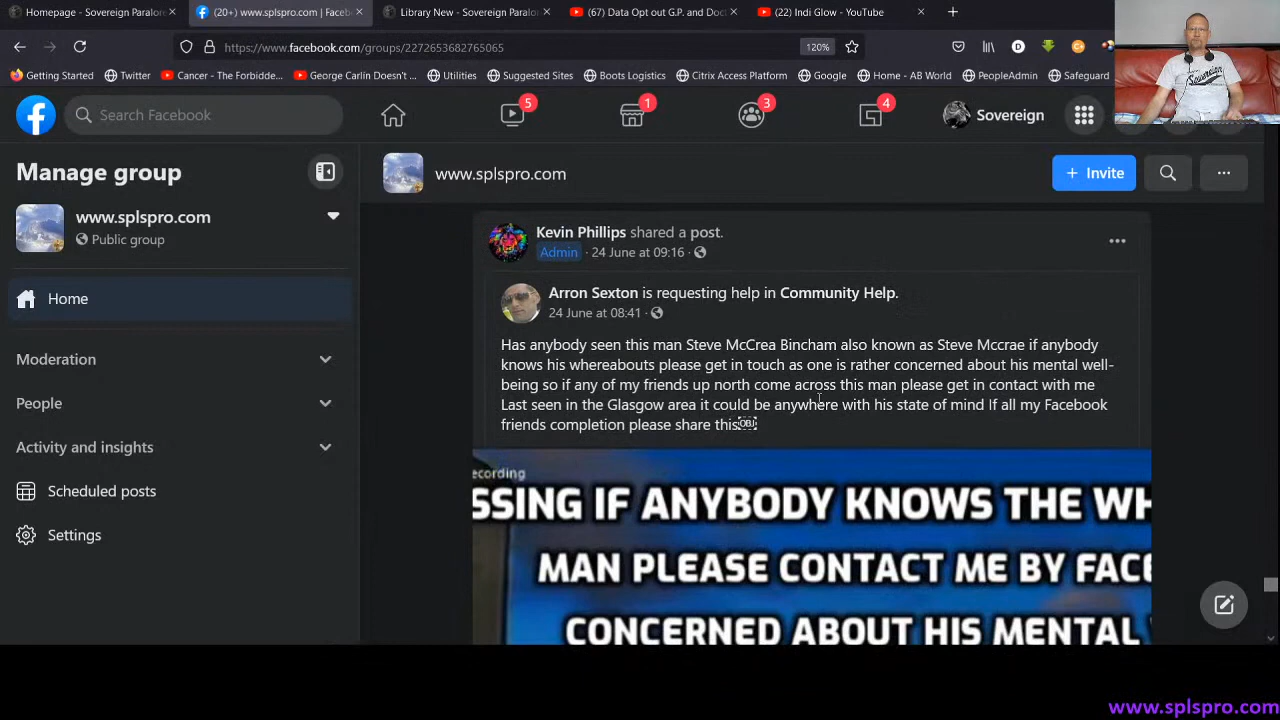 Homepage - Sovereign Paralore
(20+) www.splspro.com | Faceb
Library New - Sovereign Paralo
(67) Data Opt out G.P. and Doc
(22) Indi Glow - YouTube
https://www.facebook.com/groups/2272653682765065
120%
Getting Started
Twitter
Cancer - The Forbidde...
George Carlin Doesn't ...
Utilities
Suggested Sites
Boots Logistics
Citrix Access Platform
Google
Home - AB World
PeopleAdmin
Safeguard
Search Facebook
5
1
3
4
Sovereign
Manage group
www.splspro.com
Public group
Home
Moderation
People
Activity and insights
Scheduled posts
Settings
www.splspro.com
+ Invite
Kevin Phillips shared a post.
Admin · 24 June at 09:16 ·
Arron Sexton is requesting help in Community Help.
24 June at 08:41 ·
Has anybody seen this man Steve McCrea Bincham also known as Steve Mccrae if anybody
knows his whereabouts please get in touch as one is rather concerned about his mental well-
being so if any of my friends up north come across this man please get in contact with me
Last seen in the Glasgow area it could be anywhere with his state of mind If all my Facebook
friends completion please share this OBJ
ecording
SSING IF ANYBODY KNOWS THE WH
MAN PLEASE CONTACT ME BY FACE
CONCERNED ABOUT HIS MENTAL
www.splspro.com